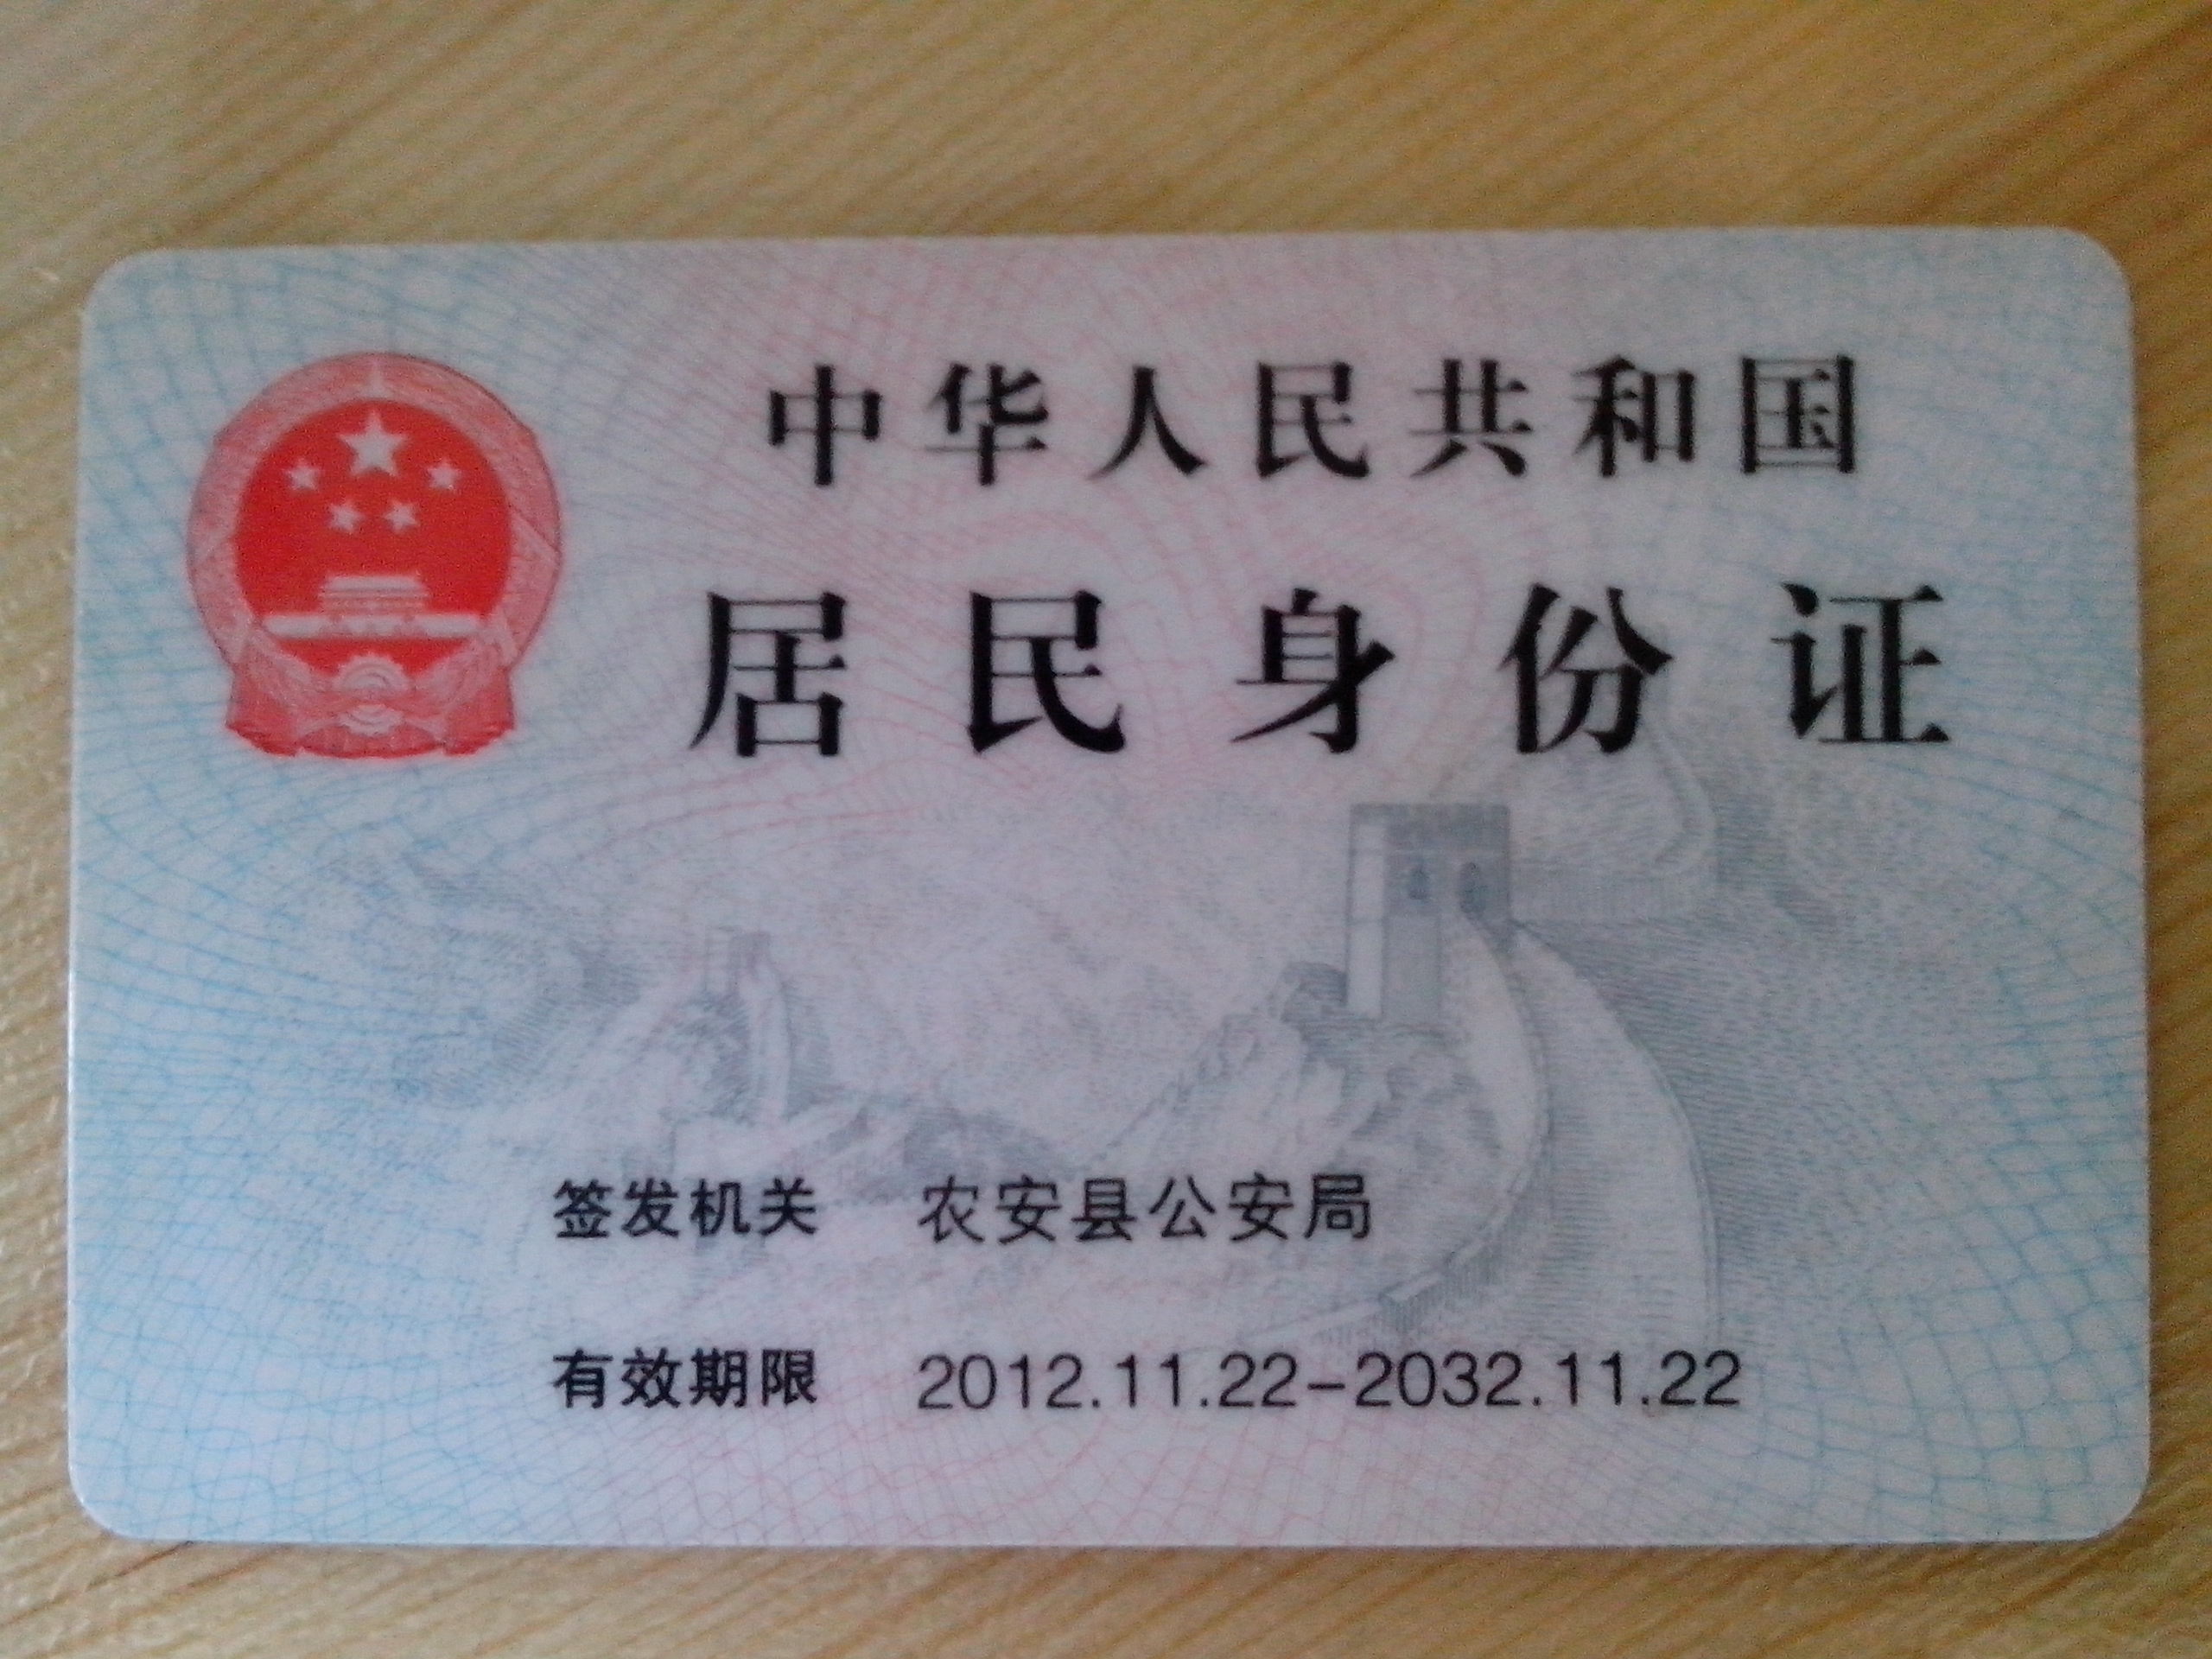 中华人民共和国
居民身份证
签发机关 农安县公安局
有效期限 2012.11.22-2032.11.22